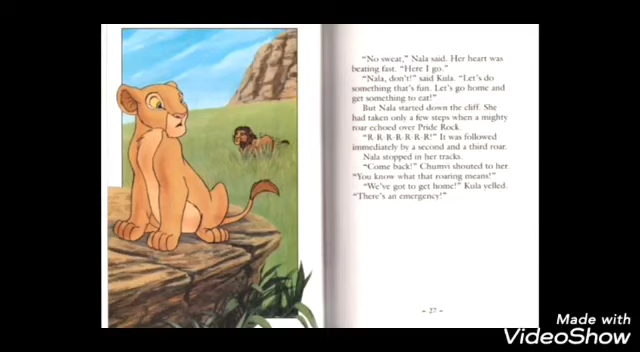 "No sweat," Nala said. Her heart was
beating fast. "Here I go."
"Nala, don't!" said Kula. "Let's do
something that's fun. Let's go home and
get something to eat!"
But Nala started down the cliff. She
had taken only a few steps when a mighty
roar echoed over Pride Rock.
"R-R-R-R-R-R-R!" It was followed
immediately by a second and a third roar.
Nala stopped in her tracks.
"Come back!" Chumvi shouted to her.
"You know what that roaring means!"
"We've got to get home!" Kula yelled.
"There's an emergency!"
- 27 -
Made with
VideoShow